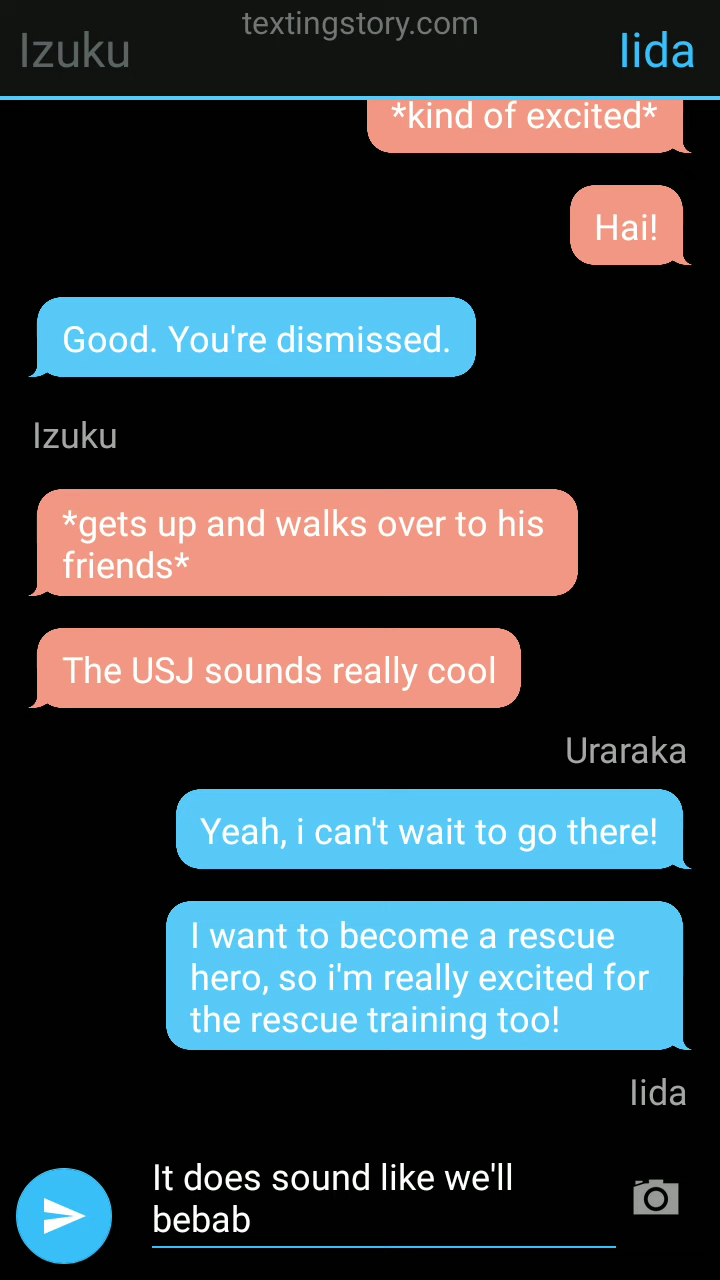 textingstory.com
Izuku
Iida
*kind of excited*
Hai!
Good. You're dismissed.
Izuku
*gets up and walks over to his
friends*
The USJ sounds really cool
Uraraka
Yeah, i can't wait to go there!
I want to become a rescue
hero, so i'm really excited for
the rescue training too!
Iida
It does sound like we'll
bebab